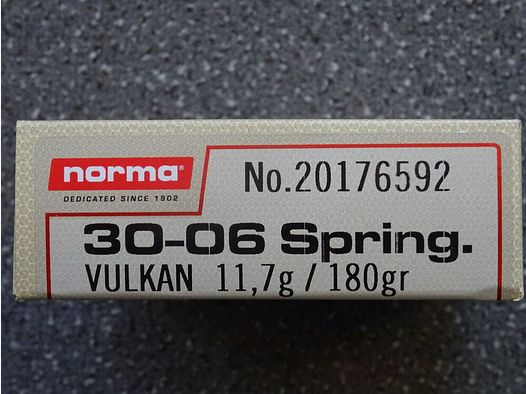 norma®
DEDICATED SINCE 1902
No.20176592
30-06 Spring.
VULKAN 11,7g / 180gr